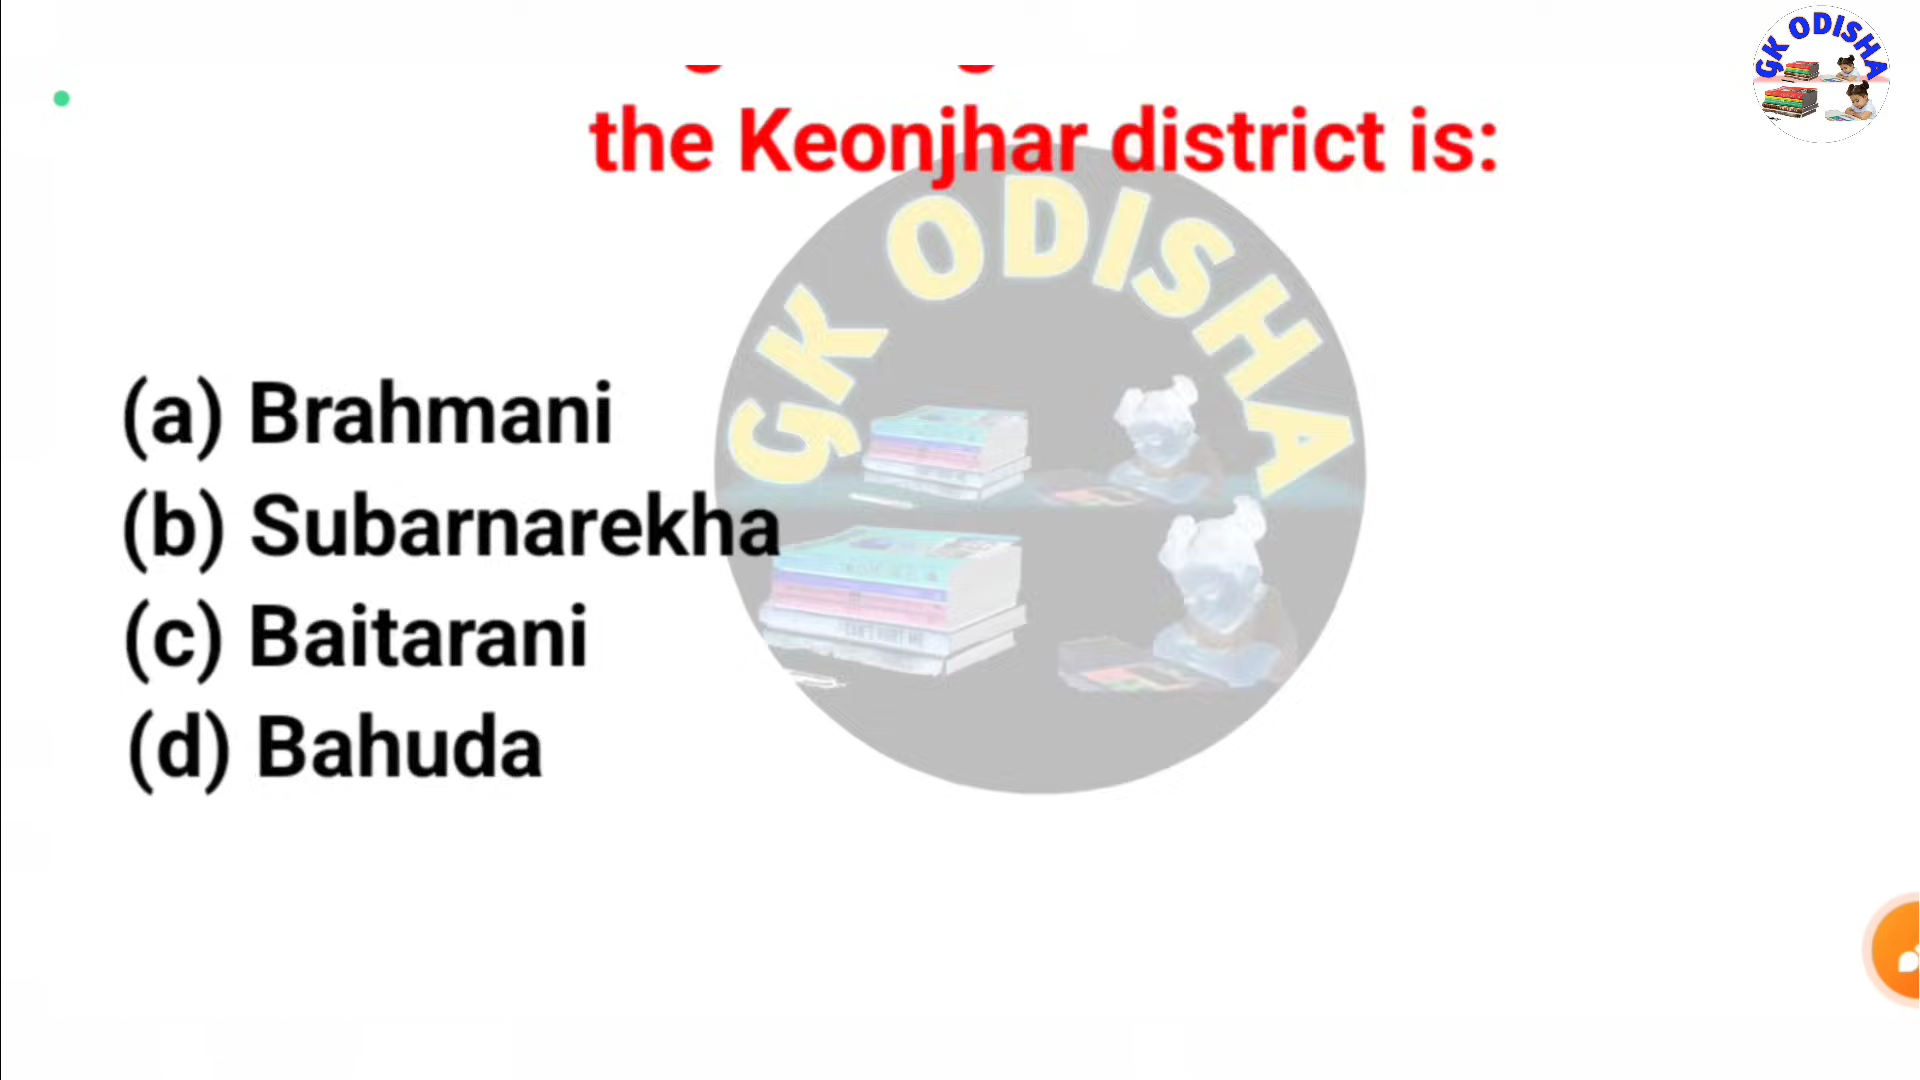 GK ODISHA
the Keonjhar district is:
GK ODISHA
(a) Brahmani
(b) Subarnarekha
(c) Baitarani
(d) Bahuda